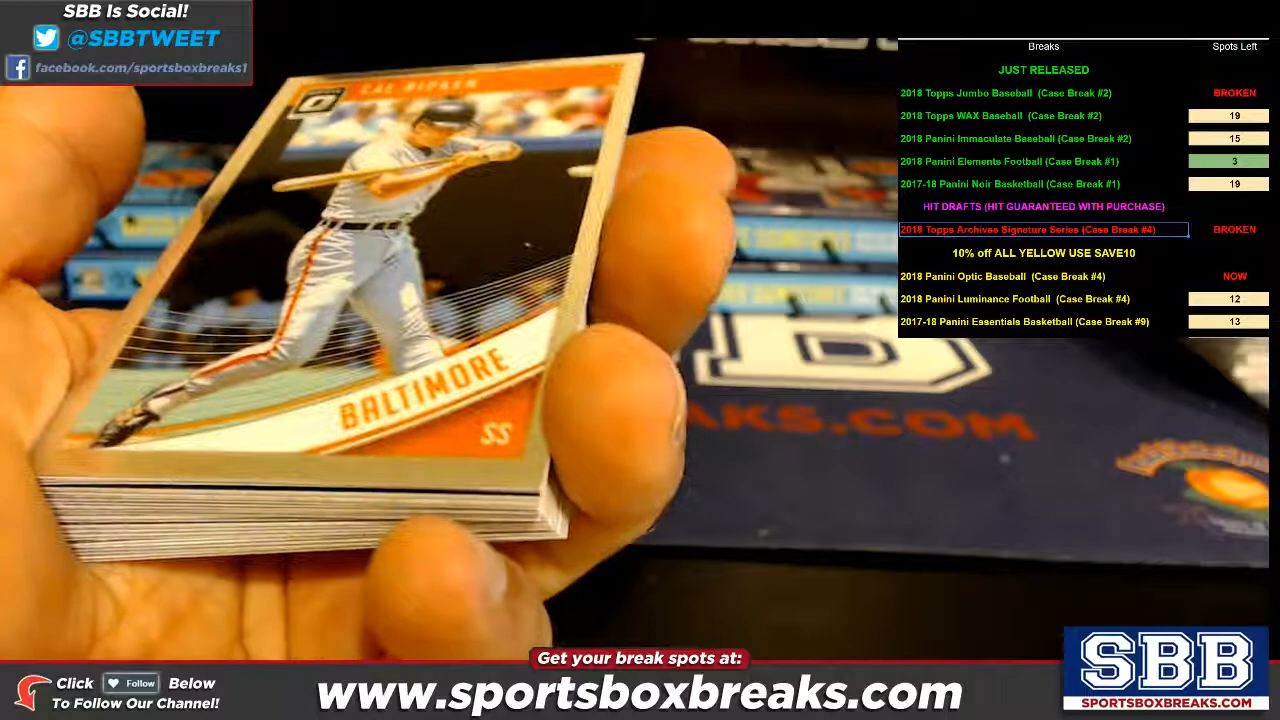 SBB Is Social!
@SBBTWEET
facebook.com/sportsboxbreaks1
Breaks Spots Left
JUST RELEASED
2018 Topps Jumbo Baseball (Case Break #2) BROKEN
2018 Topps WAX Baseball (Case Break #2) 19
2018 Panini Immaculate Baseball (Case Break #2) 15
2018 Panini Elements Football (Case Break #1) 3
2017-18 Panini Noir Basketball (Case Break #1) 19
HIT DRAFTS (HIT GUARANTEED WITH PURCHASE)
2018 Topps Archives Signature Series (Case Break #4) BROKEN
10% off ALL YELLOW USE SAVE10
2018 Panini Optic Baseball (Case Break #4) NOW
2018 Panini Luminance Football (Case Break #4) 12
2017-18 Panini Essentials Basketball (Case Break #9) 13
CAL RIPKEN
BALTIMORE
SS
B
AKS.COM
Get your break spots at:
Click Follow Below
To Follow Our Channel!
www.sportsboxbreaks.com
SBB
SPORTSBOXBREAKS.COM